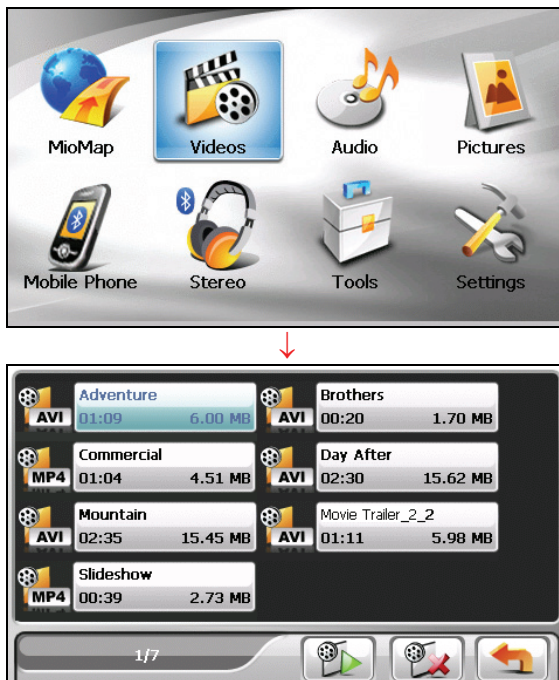 MioMap Videos Audio Pictures
Mobile Phone Stereo Tools Settings
↓
Adventure Brothers
AVI 01:09 6.00 MB AVI 00:20 1.70 MB
Commercial Day After
MP4 01:04 4.51 MB AVI 02:30 15.62 MB
Mountain Movie Trailer_2_2
AVI 02:35 15.45 MB AVI 01:11 5.98 MB
Slideshow
MP4 00:39 2.73 MB
1/7